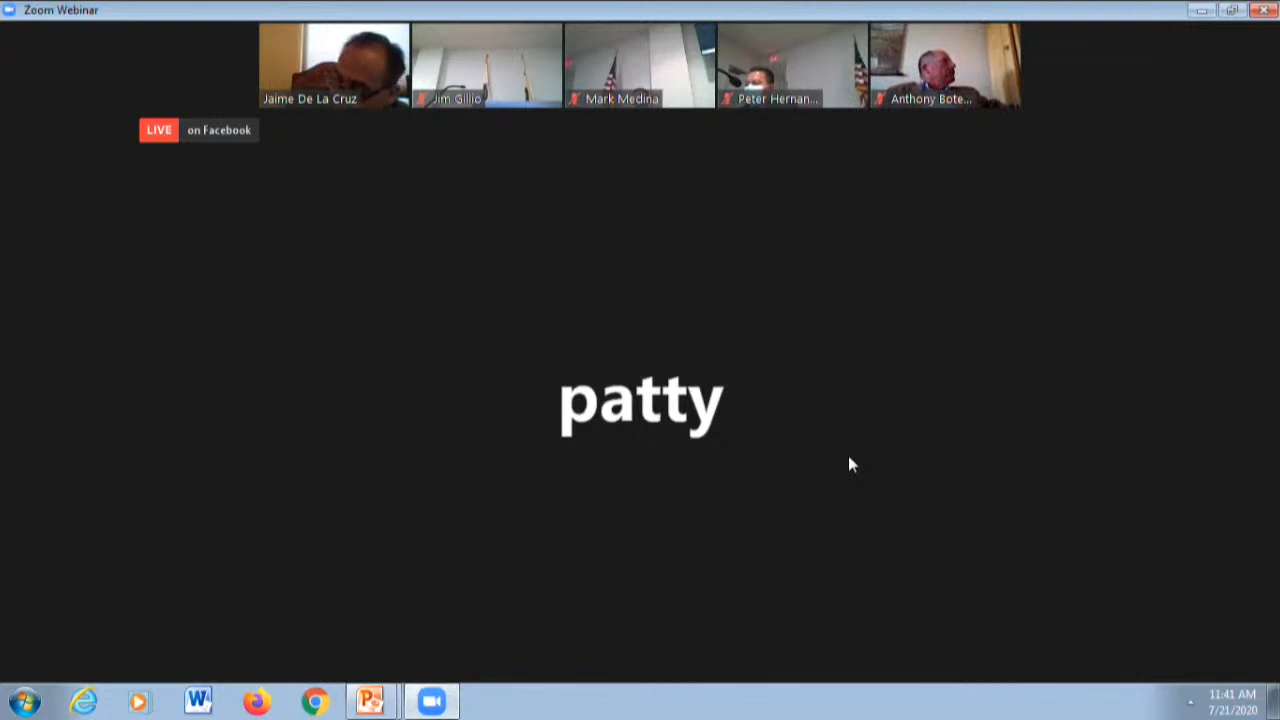 Zoom Webinar
Jaime De La Cruz
Jim Gillio
Mark Medina
Peter Hernan...
Anthony Bote...
LIVE on Facebook
patty
11:41 AM
7/21/2020